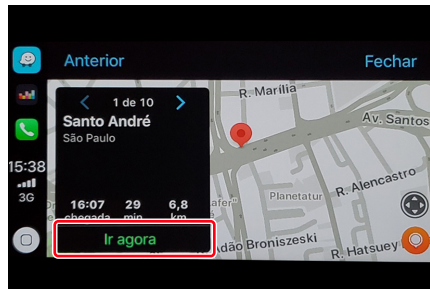 Anterior
Fechar
1 de 10
Santo André
São Paulo
15:38
3G
16:07 29 6,8
chegada min km
Ir agora
R. Marília
Av. Santos
Planetatur
R. Alencastro
Broniszeski
R. Hatsuey